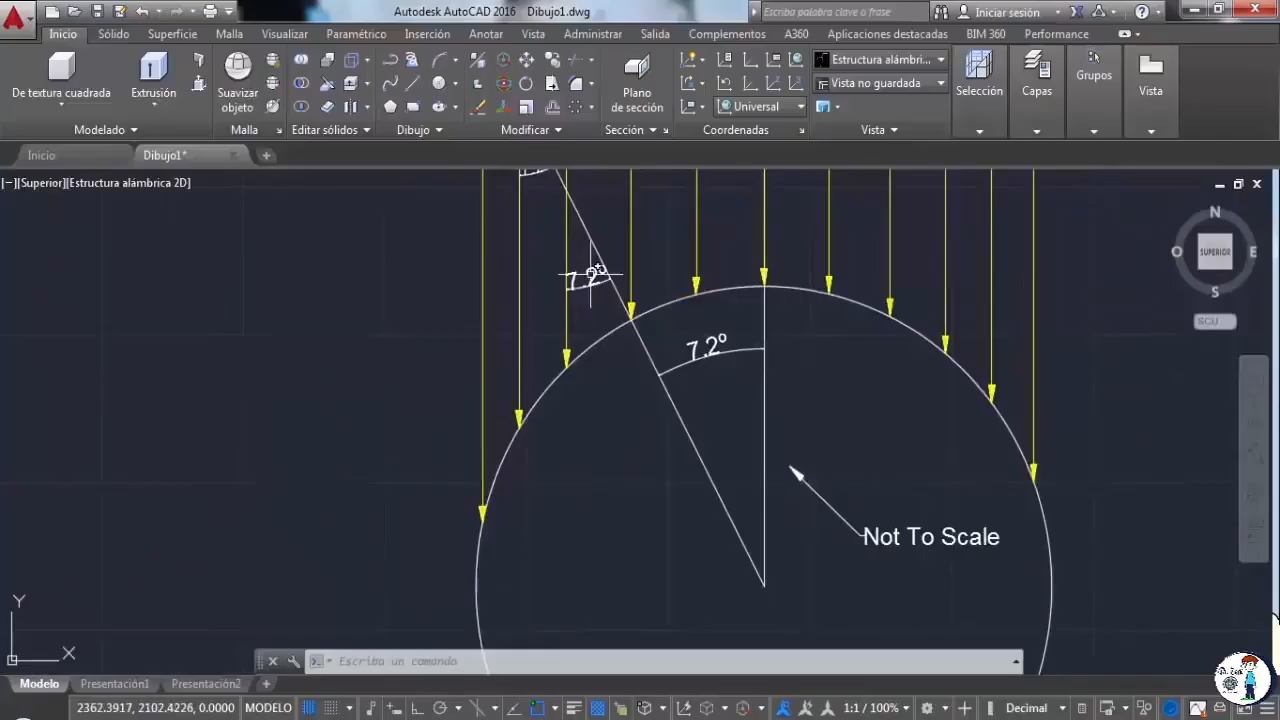 Autodesk AutoCAD 2016 Dibujo1.dwg
Escriba palabra clave o frase
Iniciar sesión
Inicio Sólido Superficie Malla Visualizar Paramétrico Inserción Anotar Vista Administrar Salida Complementos A360 Aplicaciones destacadas BIM 360 Performance
De textura cuadrada
Extrusión
Suavizar
objeto
Plano
de sección
Universal
Estructura alámbri...
Vista no guardada
Selección
Capas
Grupos
Vista
Modelado
Malla
Editar sólidos
Dibujo
Modificar
Sección
Coordenadas
Vista
Inicio
Dibujo1*
[−][Superior][Estructura alámbrica 2D]
N
O
SUPERIOR
E
S
SCU
7.2º
7.2º
Not To Scale
Y
X
Escriba un comando
Modelo Presentación1 Presentación2
2362.3917, 2102.4226, 0.0000 MODELO
1:1 / 100%
Decimal